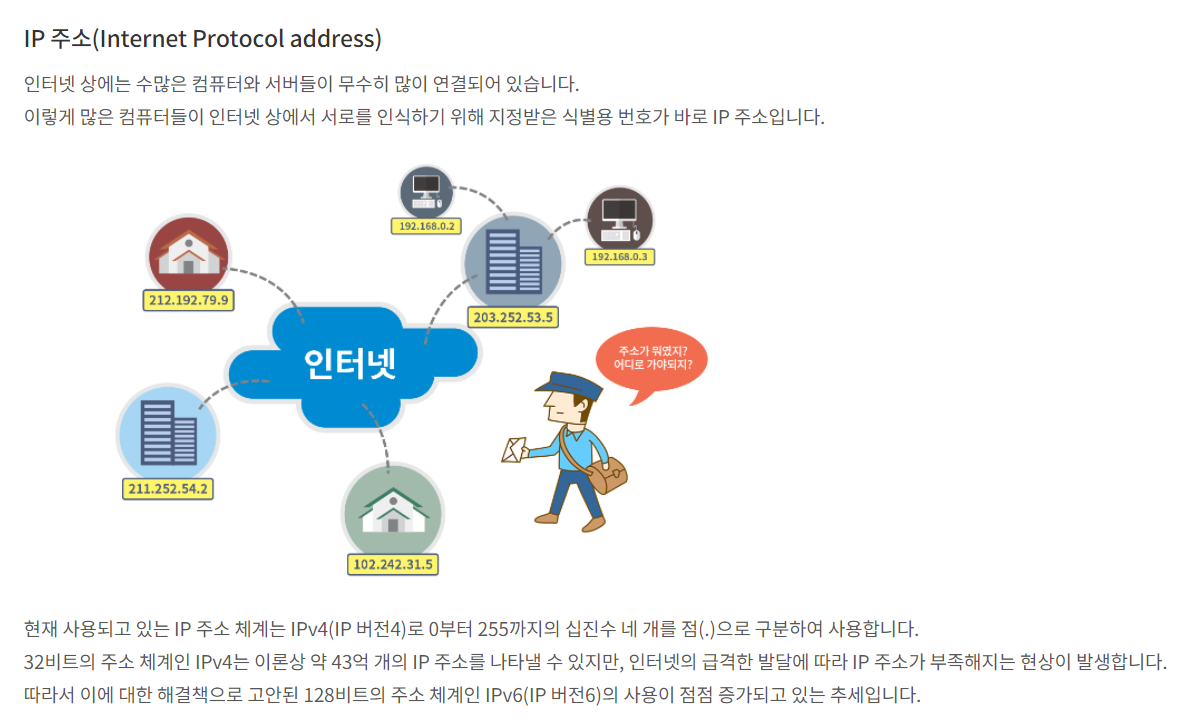 IP 주소(Internet Protocol address)
인터넷 상에는 수많은 컴퓨터와 서버들이 무수히 많이 연결되어 있습니다.
이렇게 많은 컴퓨터들이 인터넷 상에서 서로를 인식하기 위해 지정받은 식별용 번호가 바로 IP 주소입니다.
192.168.0.2
192.168.0.3
212.192.79.9
203.252.53.5
인터넷
주소가 뭐였지?
어디로 가야되지?
211.252.54.2
102.242.31.5
현재 사용되고 있는 IP 주소 체계는 IPv4(IP 버전4)로 0부터 255까지의 십진수 네 개를 점(.)으로 구분하여 사용합니다.
32비트의 주소 체계인 IPv4는 이론상 약 43억 개의 IP 주소를 나타낼 수 있지만, 인터넷의 급격한 발달에 따라 IP 주소가 부족해지는 현상이 발생합니다.
따라서 이에 대한 해결책으로 고안된 128비트의 주소 체계인 IPv6(IP 버전6)의 사용이 점점 증가되고 있는 추세입니다.